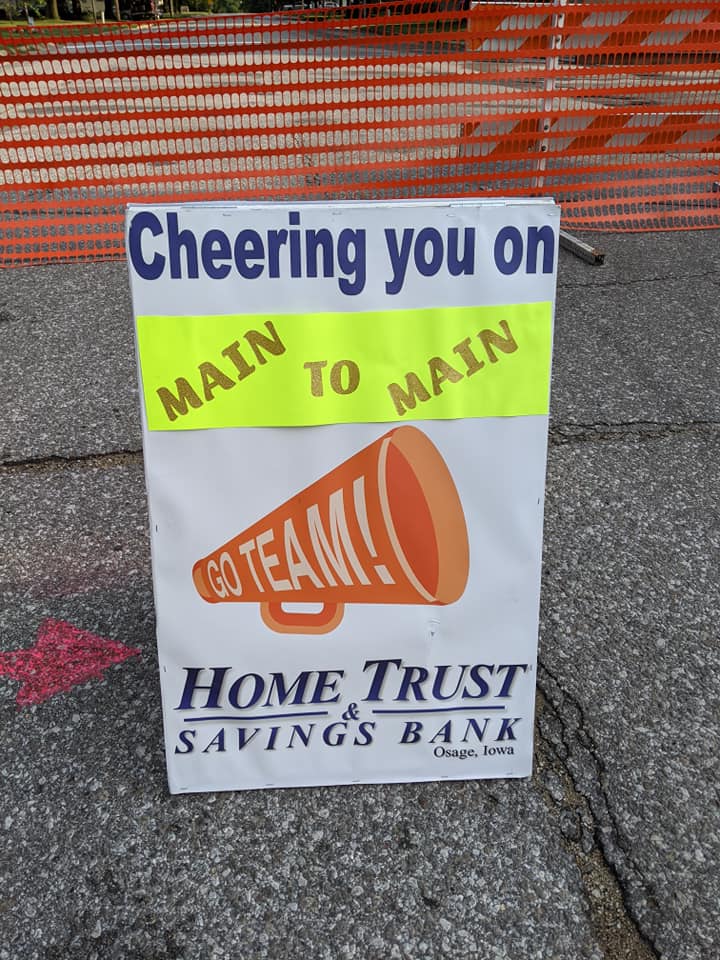 Cheering you on
MAIN TO MAIN
GO TEAM!
HOME TRUST
&
SAVINGS BANK
Osage, Iowa